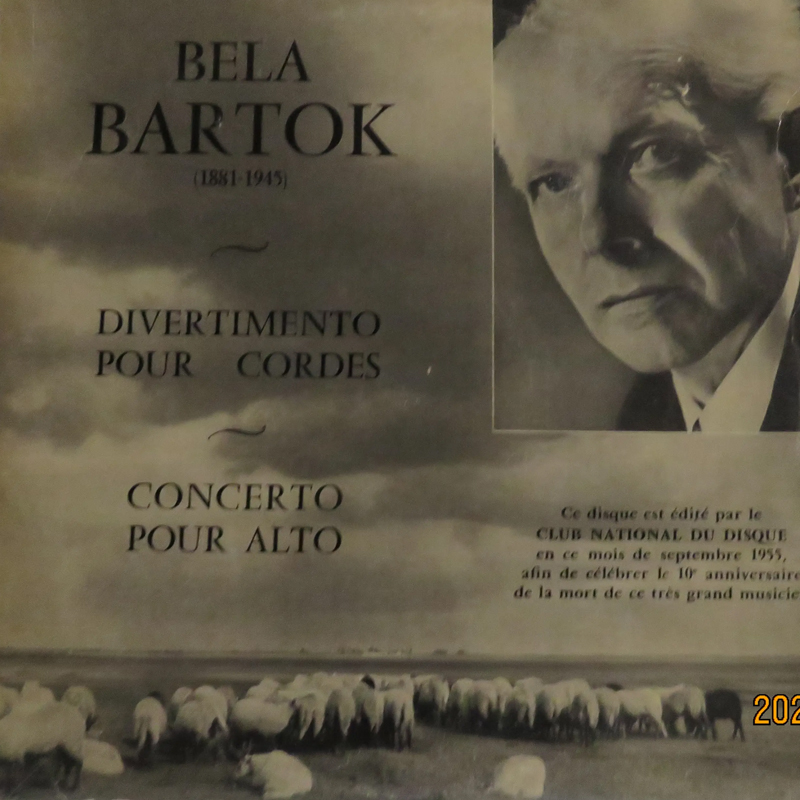 BELA
BARTOK
(1881-1945)
DIVERTIMENTO
POUR CORDES
CONCERTO
POUR ALTO
Ce disque est édité par le
CLUB NATIONAL DU DISQUE
en ce mois de septembre 1955,
afin de célébrer le 10e anniversaire
de la mort de ce très grand musicie
202